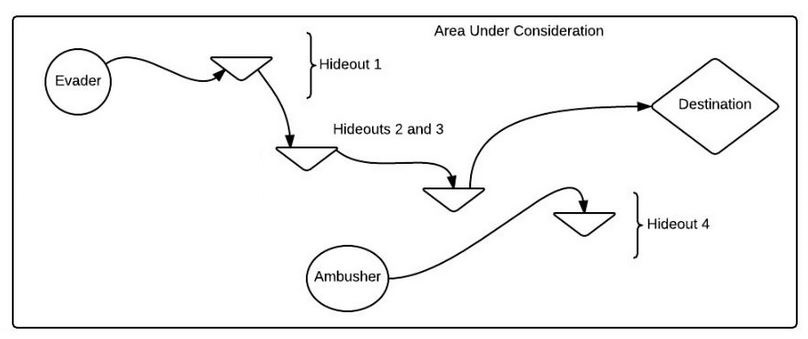 Area Under Consideration
Evader
Hideout 1
Destination
Hideouts 2 and 3
Hideout 4
Ambusher